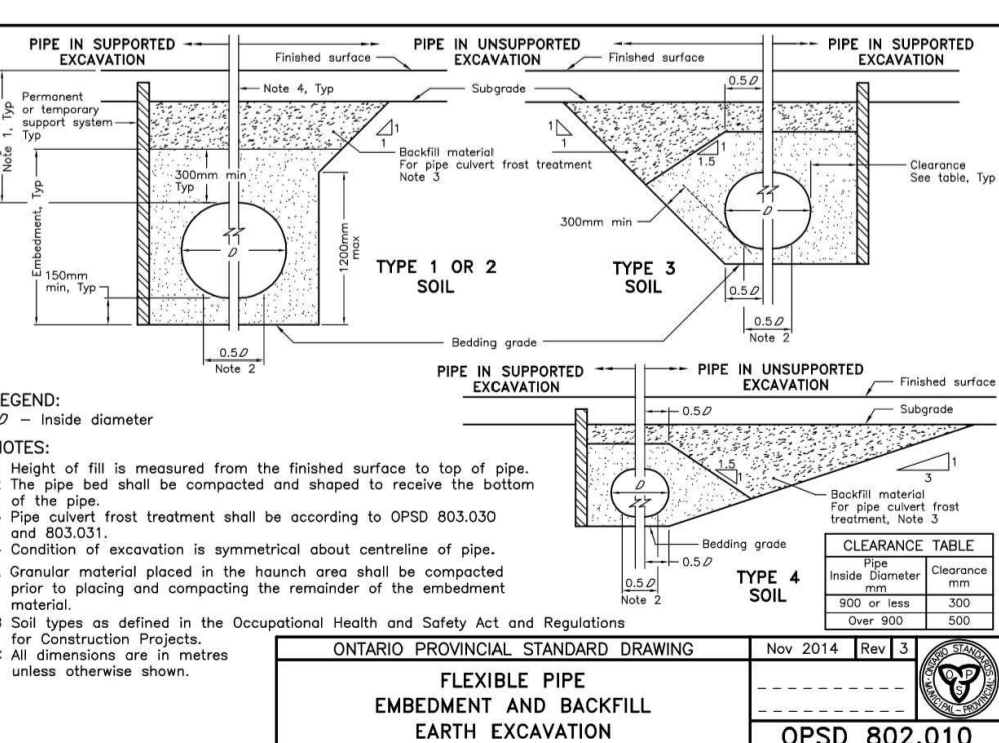 PIPE IN SUPPORTED
EXCAVATION
Finished surface
PIPE IN UNSUPPORTED
EXCAVATION
Finished surface
PIPE IN SUPPORTED
EXCAVATION
Note 1, Typ
Permanent
or temporary
support system
Typ
Note 4, Typ
Subgrade
0.5D
1
1
1
1
Backfill material
For pipe culvert frost treatment
Note 3
1
1.5
Clearance
See table, Typ
300mm min
Typ
Embedment, Typ
D
1200mm
max
300mm min
D
TYPE 1 OR 2
SOIL
TYPE 3
SOIL
150mm
min, Typ
0.5D
0.5D
Note 2
0.5D
Note 2
Bedding grade
PIPE IN SUPPORTED
EXCAVATION
PIPE IN UNSUPPORTED
EXCAVATION
Finished surface
Subgrade
0.5D
1.5
1
1
3
D
Backfill material
For pipe culvert frost
treatment, Note 3
Bedding grade
0.5D
0.5D
Note 2
TYPE 4
SOIL
CLEARANCE TABLE
Pipe Inside Diameter mm Clearance mm
900 or less 300
Over 900 500
EGEND:
D – Inside diameter
NOTES:
Height of fill is measured from the finished surface to top of pipe.
The pipe bed shall be compacted and shaped to receive the bottom
of the pipe.
Pipe culvert frost treatment shall be according to OPSD 803.030
and 803.031.
Condition of excavation is symmetrical about centreline of pipe.
Granular material placed in the haunch area shall be compacted
prior to placing and compacting the remainder of the embedment
material.
Soil types as defined in the Occupational Health and Safety Act and Regulations
for Construction Projects.
All dimensions are in metres
unless otherwise shown.
ONTARIO PROVINCIAL STANDARD DRAWING
Nov 2014 Rev 3
FLEXIBLE PIPE
EMBEDMENT AND BACKFILL
EARTH EXCAVATION
ONTARIO STANDARDS
MUNICIPAL – PROVINCIAL
OPS
OPSD 802.010